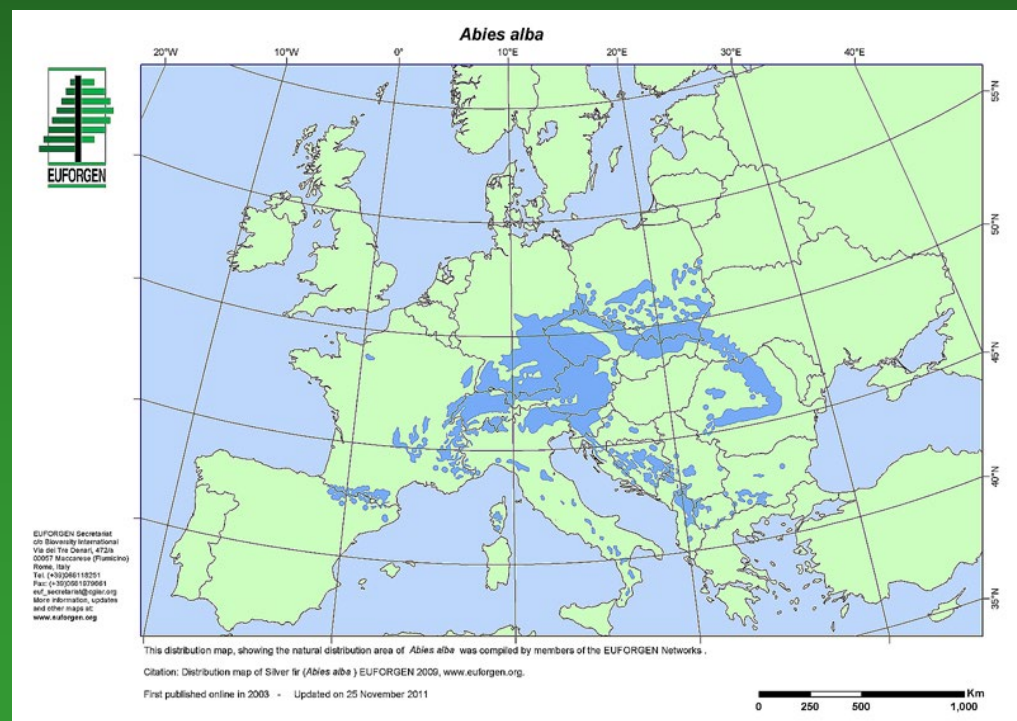 Abies alba
20°W 10°W 0° 10°E 20°E 30°E 40°E
55°N
50°N
45°N
40°N
35°N
EUFORGEN
EUFORGEN Secretariat
c/o Bioversity International
Via dei Tre Denari, 472/a
00057 Maccarese (Fiumicino)
Rome, Italy
Tel. (+39)066118251
Fax: (+39)0661979661
euf_secretariat@cgiar.org
More information, updates
and other maps at:
www.euforgen.org
This distribution map, showing the natural distribution area of Abies alba was compiled by members of the EUFORGEN Networks .
Citation: Distribution map of Silver fir (Abies alba ) EUFORGEN 2009, www.euforgen.org.
First published online in 2003 - Updated on 25 November 2011
Km
0 250 500 1,000